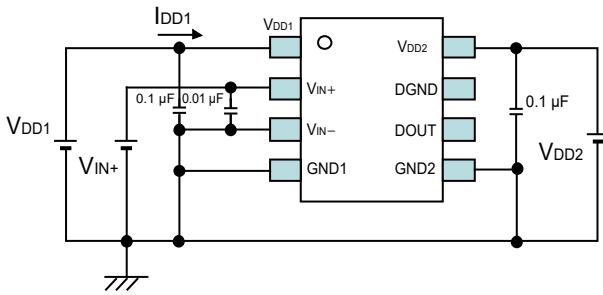 IDD1
VDD1
VDD2
VIN+
DGND
0.1 µF
0.01 µF
0.1 µF
VIN−
DOUT
VDD1
VIN+
GND1
GND2
VDD2